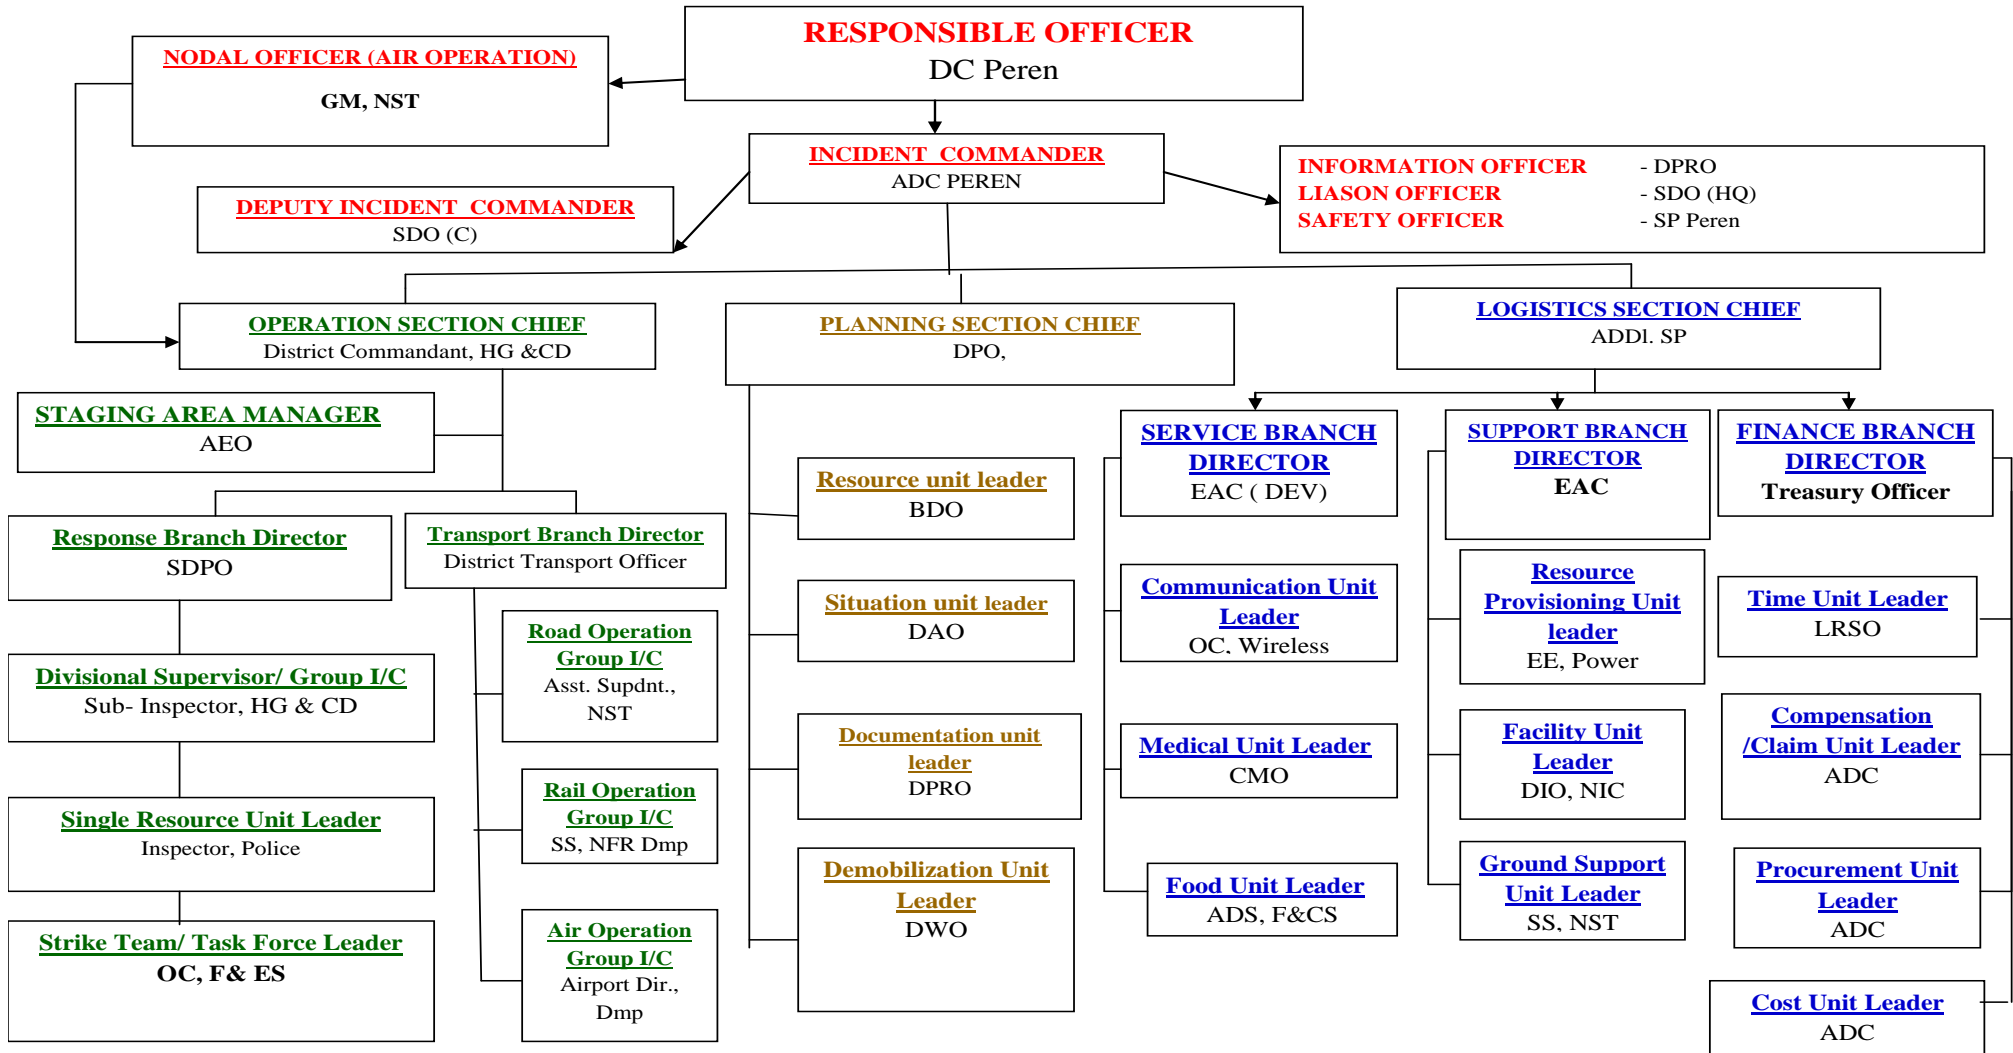 RESPONSIBLE OFFICER
DC Peren
NODAL OFFICER (AIR OPERATION)
GM, NST
INCIDENT COMMANDER
ADC PEREN
INFORMATION OFFICER - DPRO
LIASON OFFICER - SDO (HQ)
SAFETY OFFICER - SP Peren
DEPUTY INCIDENT COMMANDER
SDO (C)
OPERATION SECTION CHIEF
District Commandant, HG &CD
PLANNING SECTION CHIEF
DPO,
LOGISTICS SECTION CHIEF
ADDl. SP
STAGING AREA MANAGER
AEO
Response Branch Director
SDPO
Divisional Supervisor/ Group I/C
Sub- Inspector, HG & CD
Single Resource Unit Leader
Inspector, Police
Strike Team/ Task Force Leader
OC, F& ES
Transport Branch Director
District Transport Officer
Road Operation
Group I/C
Asst. Supdnt.,
NST
Rail Operation
Group I/C
SS, NFR Dmp
Air Operation
Group I/C
Airport Dir.,
Dmp
Resource unit leader
BDO
Situation unit leader
DAO
Documentation unit
leader
DPRO
Demobilization Unit
Leader
DWO
SERVICE BRANCH
DIRECTOR
EAC ( DEV)
Communication Unit
Leader
OC, Wireless
Medical Unit Leader
CMO
Food Unit Leader
ADS, F&CS
SUPPORT BRANCH
DIRECTOR
EAC
Resource
Provisioning Unit
leader
EE, Power
Facility Unit
Leader
DIO, NIC
Ground Support
Unit Leader
SS, NST
FINANCE BRANCH
DIRECTOR
Treasury Officer
Time Unit Leader
LRSO
Compensation
/Claim Unit Leader
ADC
Procurement Unit
Leader
ADC
Cost Unit Leader
ADC